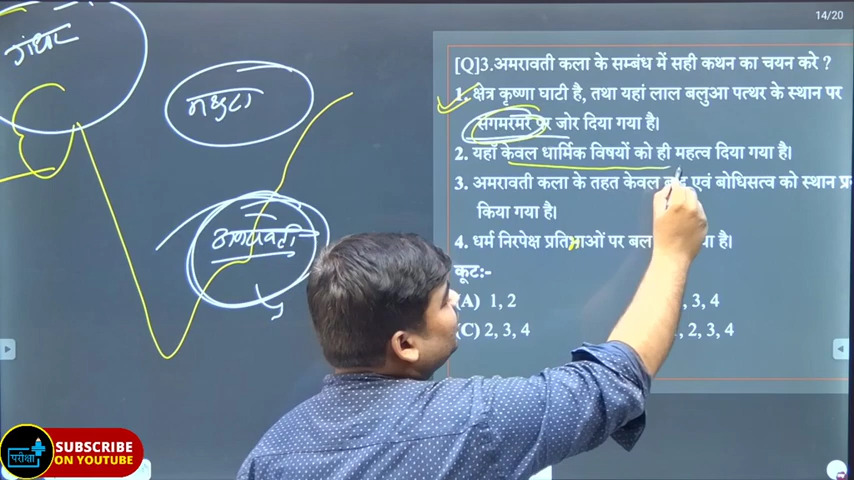 14/20
गंधार
मथुरा
अमरावती
[Q]3.अमरावती कला के सम्बंध में सही कथन का चयन करे ?
1. क्षेत्र कृष्णा घाटी है, तथा यहां लाल बलुआ पत्थर के स्थान पर
संगमरमर पर जोर दिया गया है।
2. यहाँ केवल धार्मिक विषयों को ही महत्व दिया गया है।
3. अमरावती कला के तहत केवल एवं बोधिसत्व को स्थान
किया गया है।
4. धर्म निरपेक्ष प्रतिमाओं पर बल है।
कूट:-
(A) 1, 2
, 3, 4
(C) 2, 3, 4
, 2, 3, 4
परीक्षा
SUBSCRIBE
ON YOUTUBE